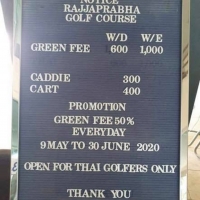 NOTICE
RAJJAPRABHA
GOLF COURSE
W/D W/E
GREEN FEE 600 1,000
CADDIE 300
CART 400
PROMOTION
GREEN FEE 50%
EVERYDAY
9 MAY TO 30 JUNE 2020
OPEN FOR THAI GOLFERS ONLY
THANK YOU